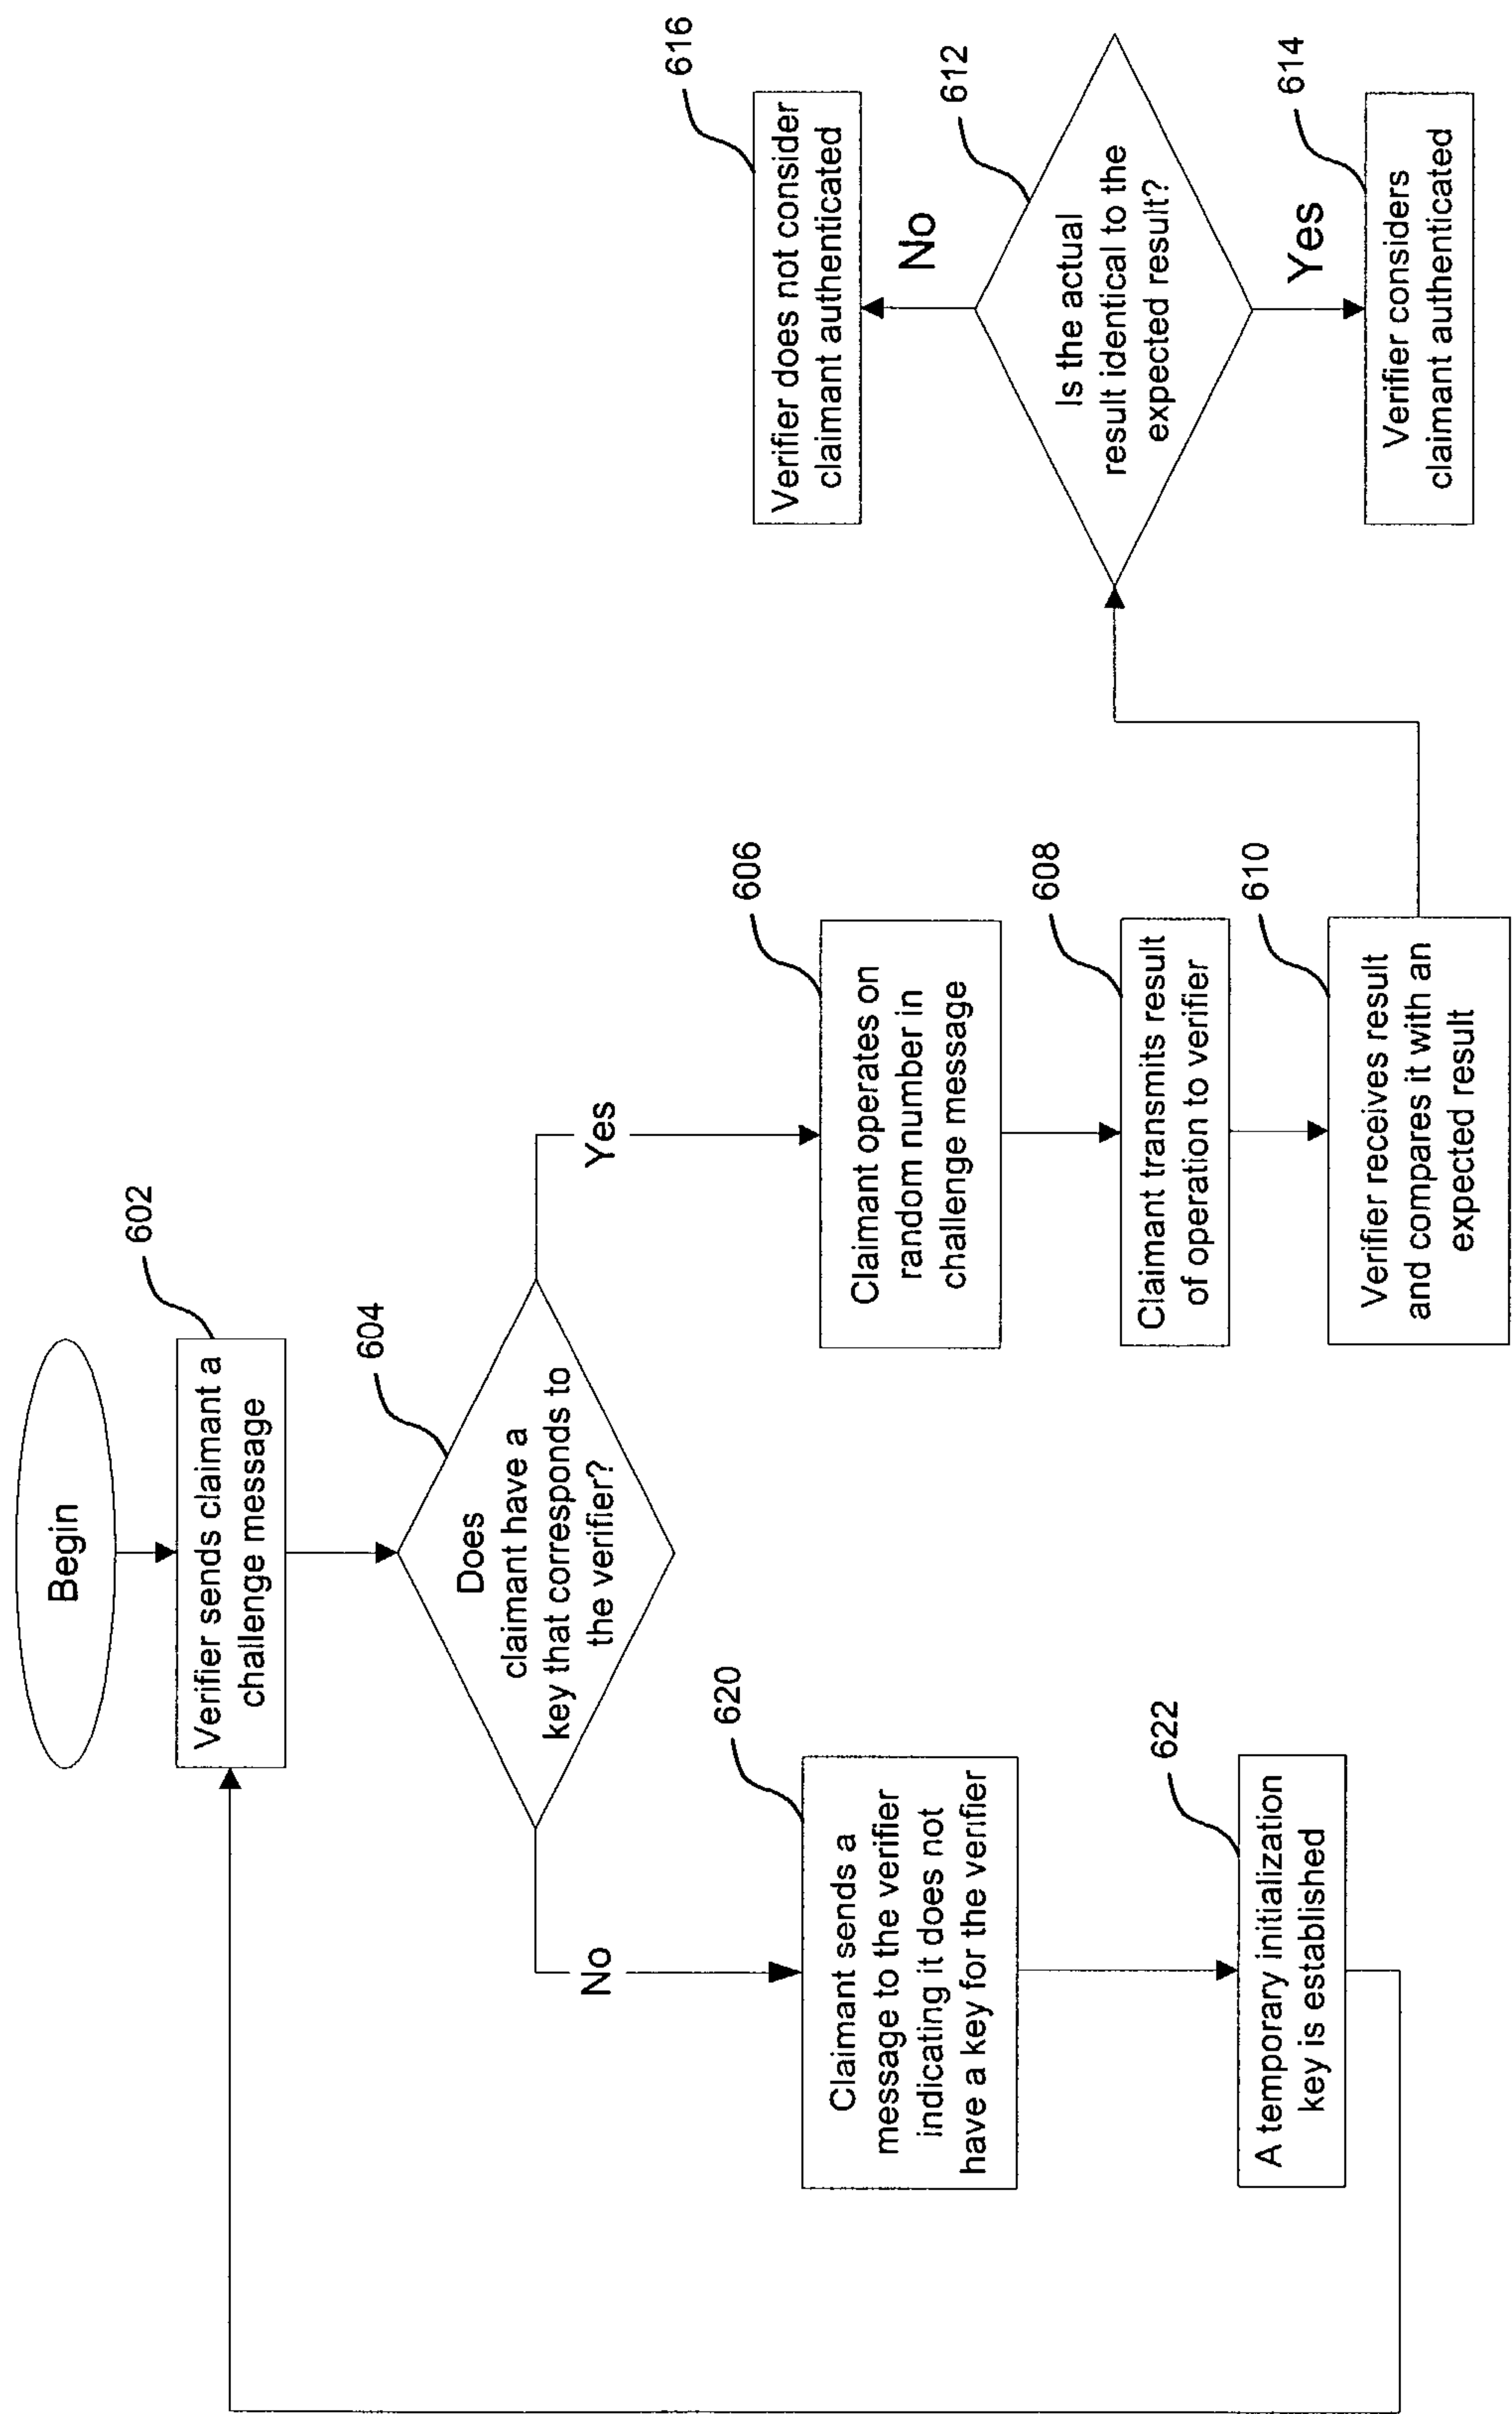 Begin
602
Verifier sends claimant a
challenge message
604
Does
claimant have a
key that corresponds to
the verifier?
No
620
Claimant sends a
message to the verifier
indicating it does not
have a key for the verifier
622
A temporary initialization
key is established
Yes
606
Claimant operates on
random number in
challenge message
608
Claimant transmits result
of operation to verifier
610
Verifier receives result
and compares it with an
expected result
612
Is the actual
result identical to the
expected result?
No
616
Verifier does not consider
claimant authenticated
Yes
614
Verifier considers
claimant authenticated